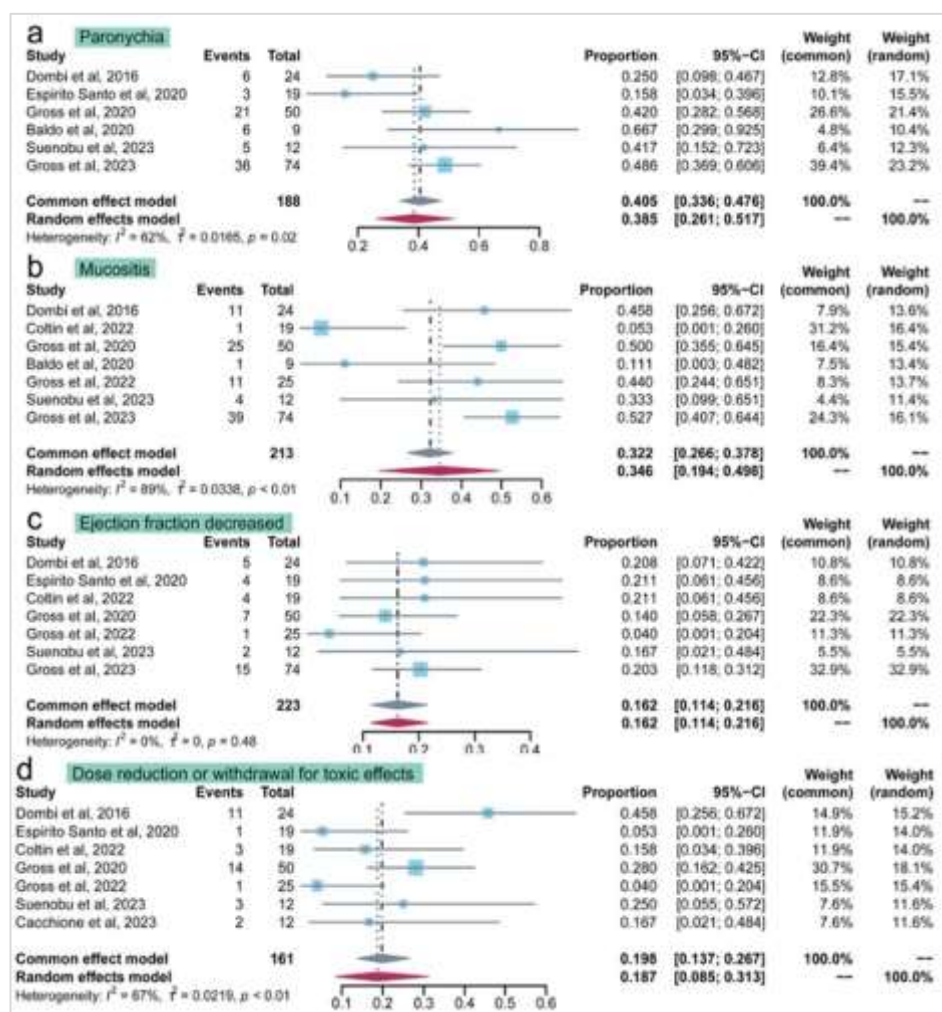 a Paronychia
Weight Weight
Study Events Total Proportion 95%−CI (common) (random)
Dombi et al, 2016 6 24 0.250 [0.098; 0.467] 12.8% 17.1%
Espirito Santo et al, 2020 3 19 0.158 [0.034; 0.396] 10.1% 15.5%
Gross et al, 2020 21 50 0.420 [0.282; 0.568] 26.6% 21.4%
Baldo et al, 2020 6 9 0.667 [0.299; 0.925] 4.8% 10.4%
Suenobu et al, 2023 5 12 0.417 [0.152; 0.723] 6.4% 12.3%
Gross et al, 2023 36 74 0.486 [0.369; 0.606] 39.4% 23.2%
Common effect model 188 0.405 [0.336; 0.476] 100.0% −−
Random effects model 0.385 [0.261; 0.517] −− 100.0%
Heterogeneity: I² = 62%, τ² = 0.0165, p = 0.02
0.2 0.4 0.6 0.8
b Mucositis
Weight Weight
Study Events Total Proportion 95%−CI (common) (random)
Dombi et al, 2016 11 24 0.458 [0.256; 0.672] 7.9% 13.6%
Coltin et al, 2022 1 19 0.053 [0.001; 0.260] 31.2% 16.4%
Gross et al, 2020 25 50 0.500 [0.355; 0.645] 16.4% 15.4%
Baldo et al, 2020 1 9 0.111 [0.003; 0.482] 7.5% 13.4%
Gross et al, 2022 11 25 0.440 [0.244; 0.651] 8.3% 13.7%
Suenobu et al, 2023 4 12 0.333 [0.099; 0.651] 4.4% 11.4%
Gross et al, 2023 39 74 0.527 [0.407; 0.644] 24.3% 16.1%
Common effect model 213 0.322 [0.266; 0.378] 100.0% −−
Random effects model 0.346 [0.194; 0.498] −− 100.0%
Heterogeneity: I² = 89%, τ² = 0.0338, p < 0.01
0.1 0.2 0.3 0.4 0.5 0.6
c Ejection fraction decreased
Weight Weight
Study Events Total Proportion 95%−CI (common) (random)
Dombi et al, 2016 5 24 0.208 [0.071; 0.422] 10.8% 10.8%
Espirito Santo et al, 2020 4 19 0.211 [0.061; 0.456] 8.6% 8.6%
Coltin et al, 2022 4 19 0.211 [0.061; 0.456] 8.6% 8.6%
Gross et al, 2020 7 50 0.140 [0.058; 0.267] 22.3% 22.3%
Gross et al, 2022 1 25 0.040 [0.001; 0.204] 11.3% 11.3%
Suenobu et al, 2023 2 12 0.167 [0.021; 0.484] 5.5% 5.5%
Gross et al, 2023 15 74 0.203 [0.118; 0.312] 32.9% 32.9%
Common effect model 223 0.162 [0.114; 0.216] 100.0% −−
Random effects model 0.162 [0.114; 0.216] −− 100.0%
Heterogeneity: I² = 0%, τ² = 0, p = 0.48
0.1 0.2 0.3 0.4
d Dose reduction or withdrawal for toxic effects
Weight Weight
Study Events Total Proportion 95%−CI (common) (random)
Dombi et al, 2016 11 24 0.458 [0.256; 0.672] 14.9% 15.2%
Espirito Santo et al, 2020 1 19 0.053 [0.001; 0.260] 11.9% 14.0%
Coltin et al, 2022 3 19 0.158 [0.034; 0.396] 11.9% 14.0%
Gross et al, 2020 14 50 0.280 [0.162; 0.425] 30.7% 18.1%
Gross et al, 2022 1 25 0.040 [0.001; 0.204] 15.5% 15.4%
Suenobu et al, 2023 3 12 0.250 [0.055; 0.572] 7.6% 11.6%
Cacchione et al, 2023 2 12 0.167 [0.021; 0.484] 7.6% 11.6%
Common effect model 161 0.198 [0.137; 0.267] 100.0% −−
Random effects model 0.187 [0.085; 0.313] −− 100.0%
Heterogeneity: I² = 67%, τ² = 0.0219, p < 0.01
0.1 0.2 0.3 0.4 0.5 0.6